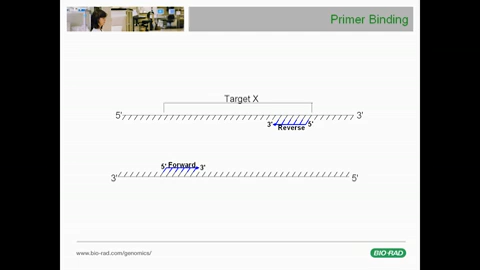 Primer Binding
Target X
5' 3'
3' 5'
Reverse
5' Forward 3'
3' 5'
www.bio-rad.com/genomics/
BIO-RAD